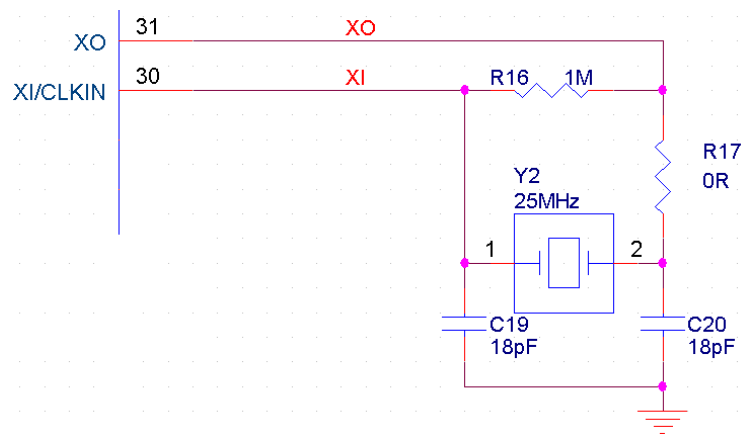 XO 31 XO
XI/CLKIN 30 XI R16 1M
R17
0R
Y2
25MHz
1 2
C19 C20
18pF 18pF